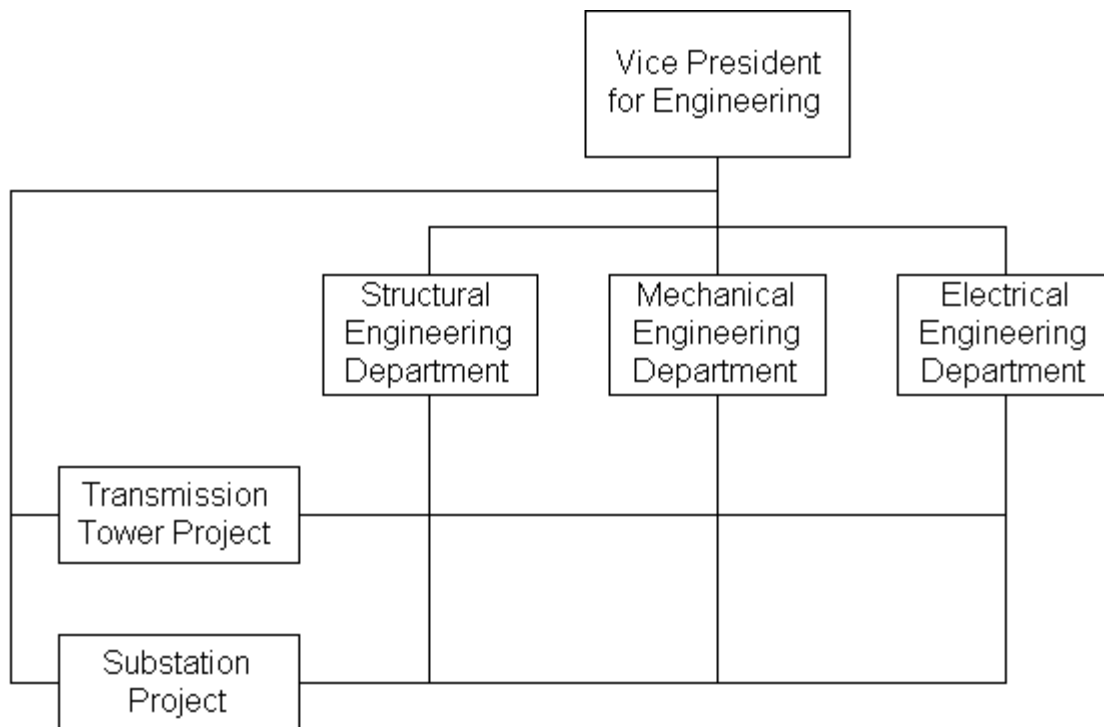 Vice President
for Engineering
Structural
Engineering
Department
Mechanical
Engineering
Department
Electrical
Engineering
Department
Transmission
Tower Project
Substation
Project